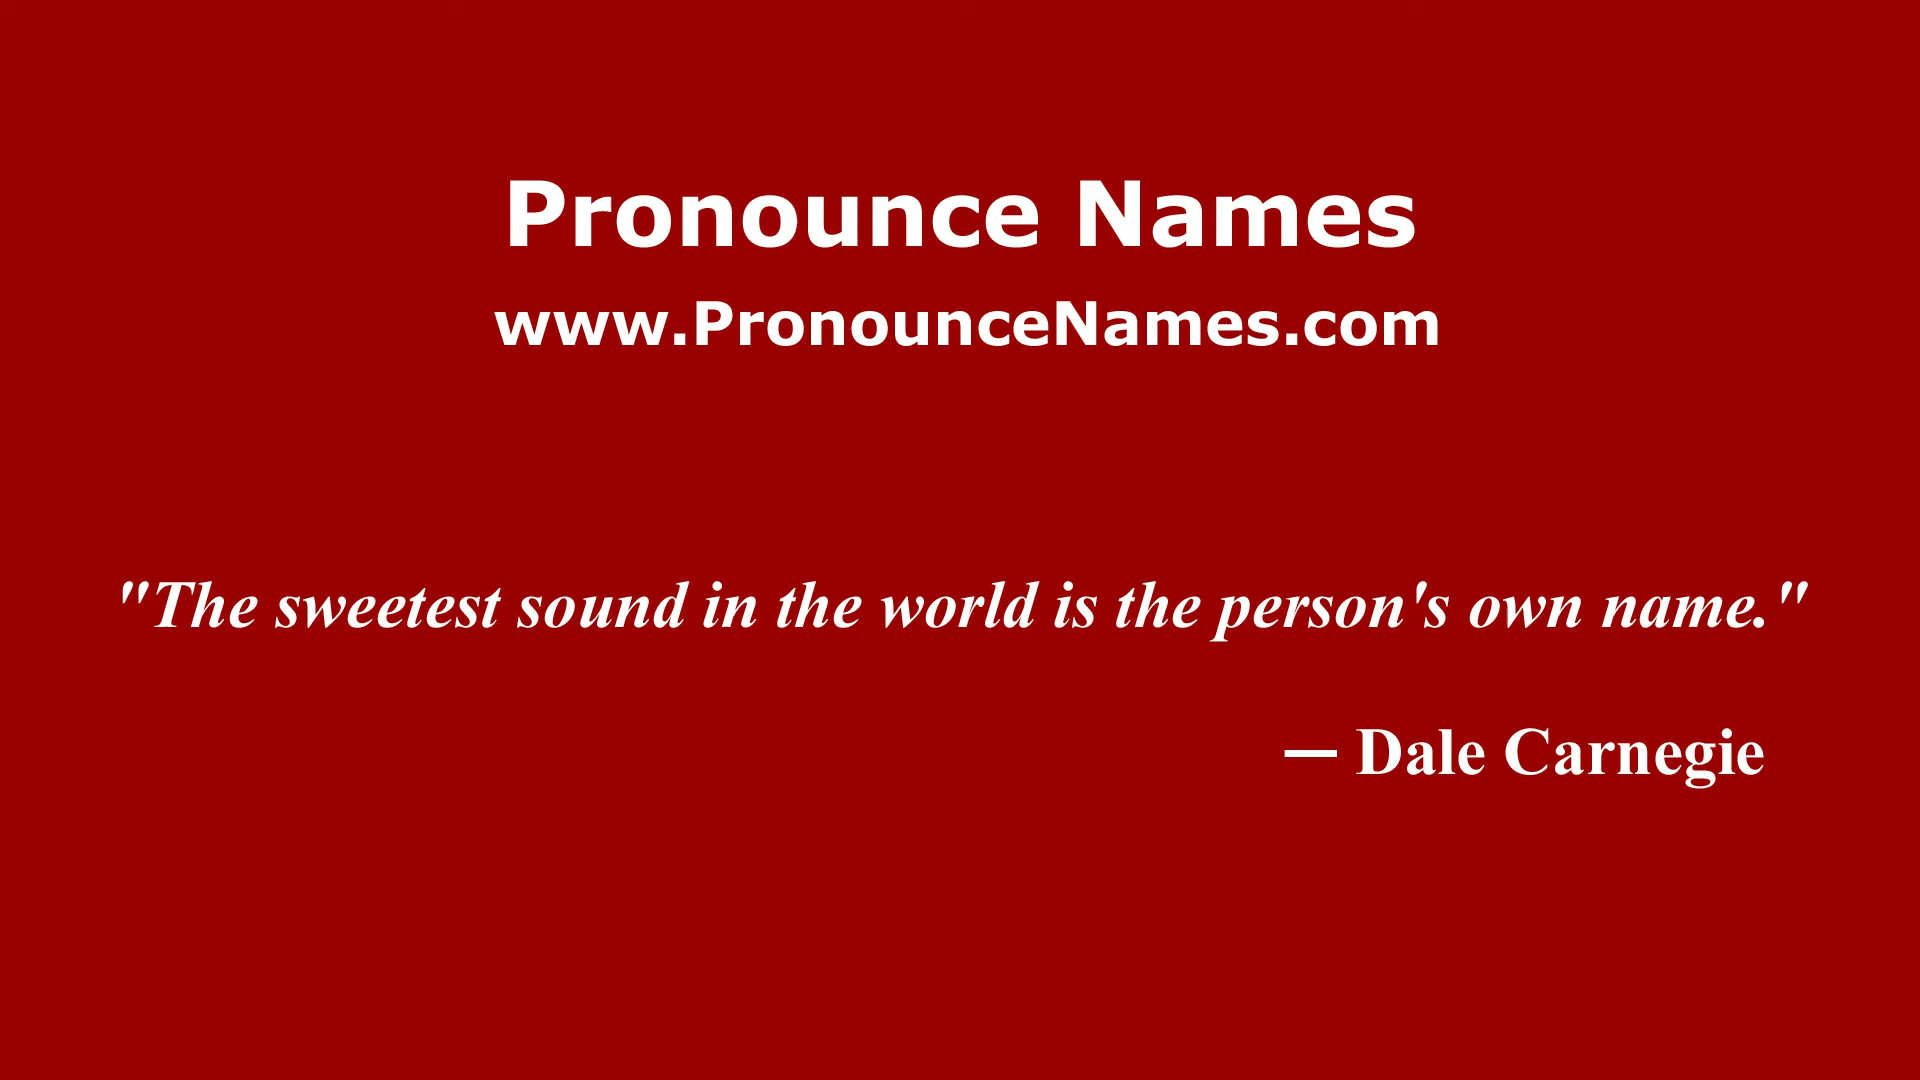 Pronounce Names
www.PronounceNames.com
"The sweetest sound in the world is the person's own name."
— Dale Carnegie